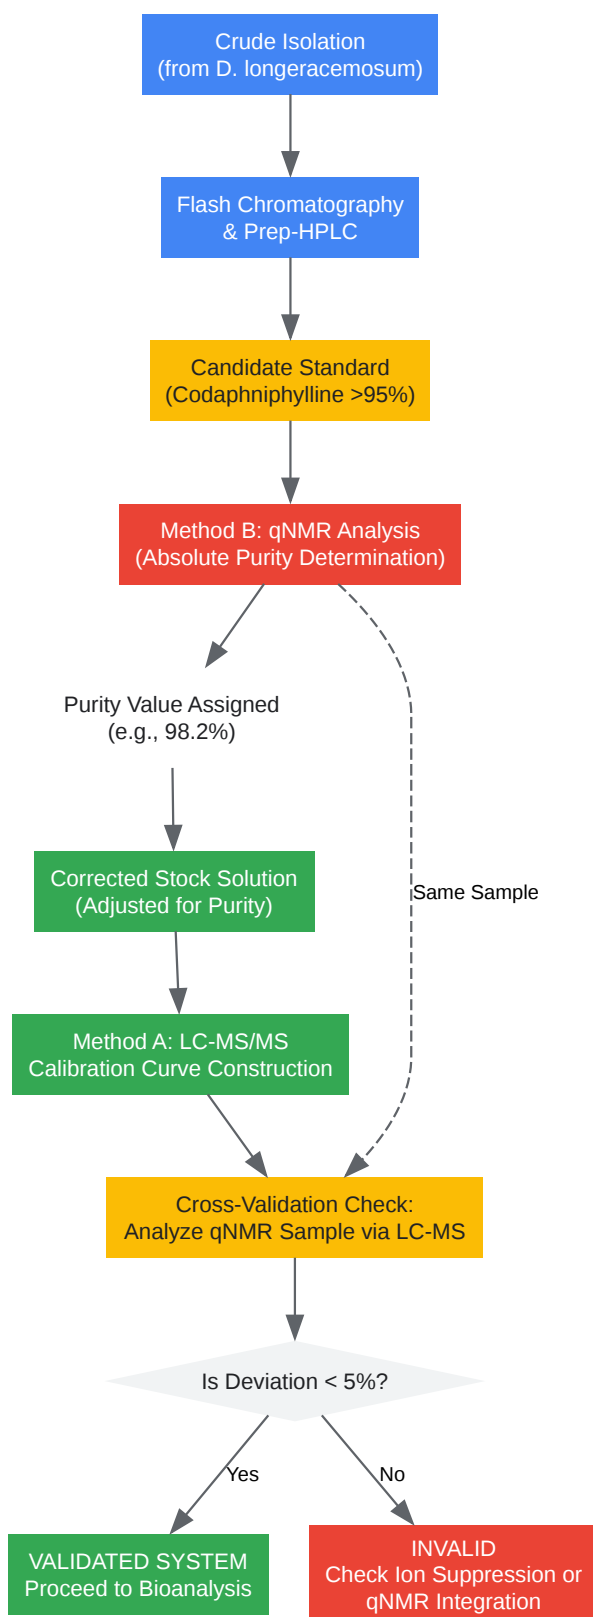 Crude Isolation
(from D. longeracemosum)
Flash Chromatography
& Prep-HPLC
Candidate Standard
(Codaphniphylline >95%)
Method B: qNMR Analysis
(Absolute Purity Determination)
Purity Value Assigned
(e.g., 98.2%)
Corrected Stock Solution
(Adjusted for Purity)
Same Sample
Method A: LC-MS/MS
Calibration Curve Construction
Cross-Validation Check:
Analyze qNMR Sample via LC-MS
Is Deviation < 5%?
Yes
No
VALIDATED SYSTEM
Proceed to Bioanalysis
INVALID
Check Ion Suppression or
qNMR Integration